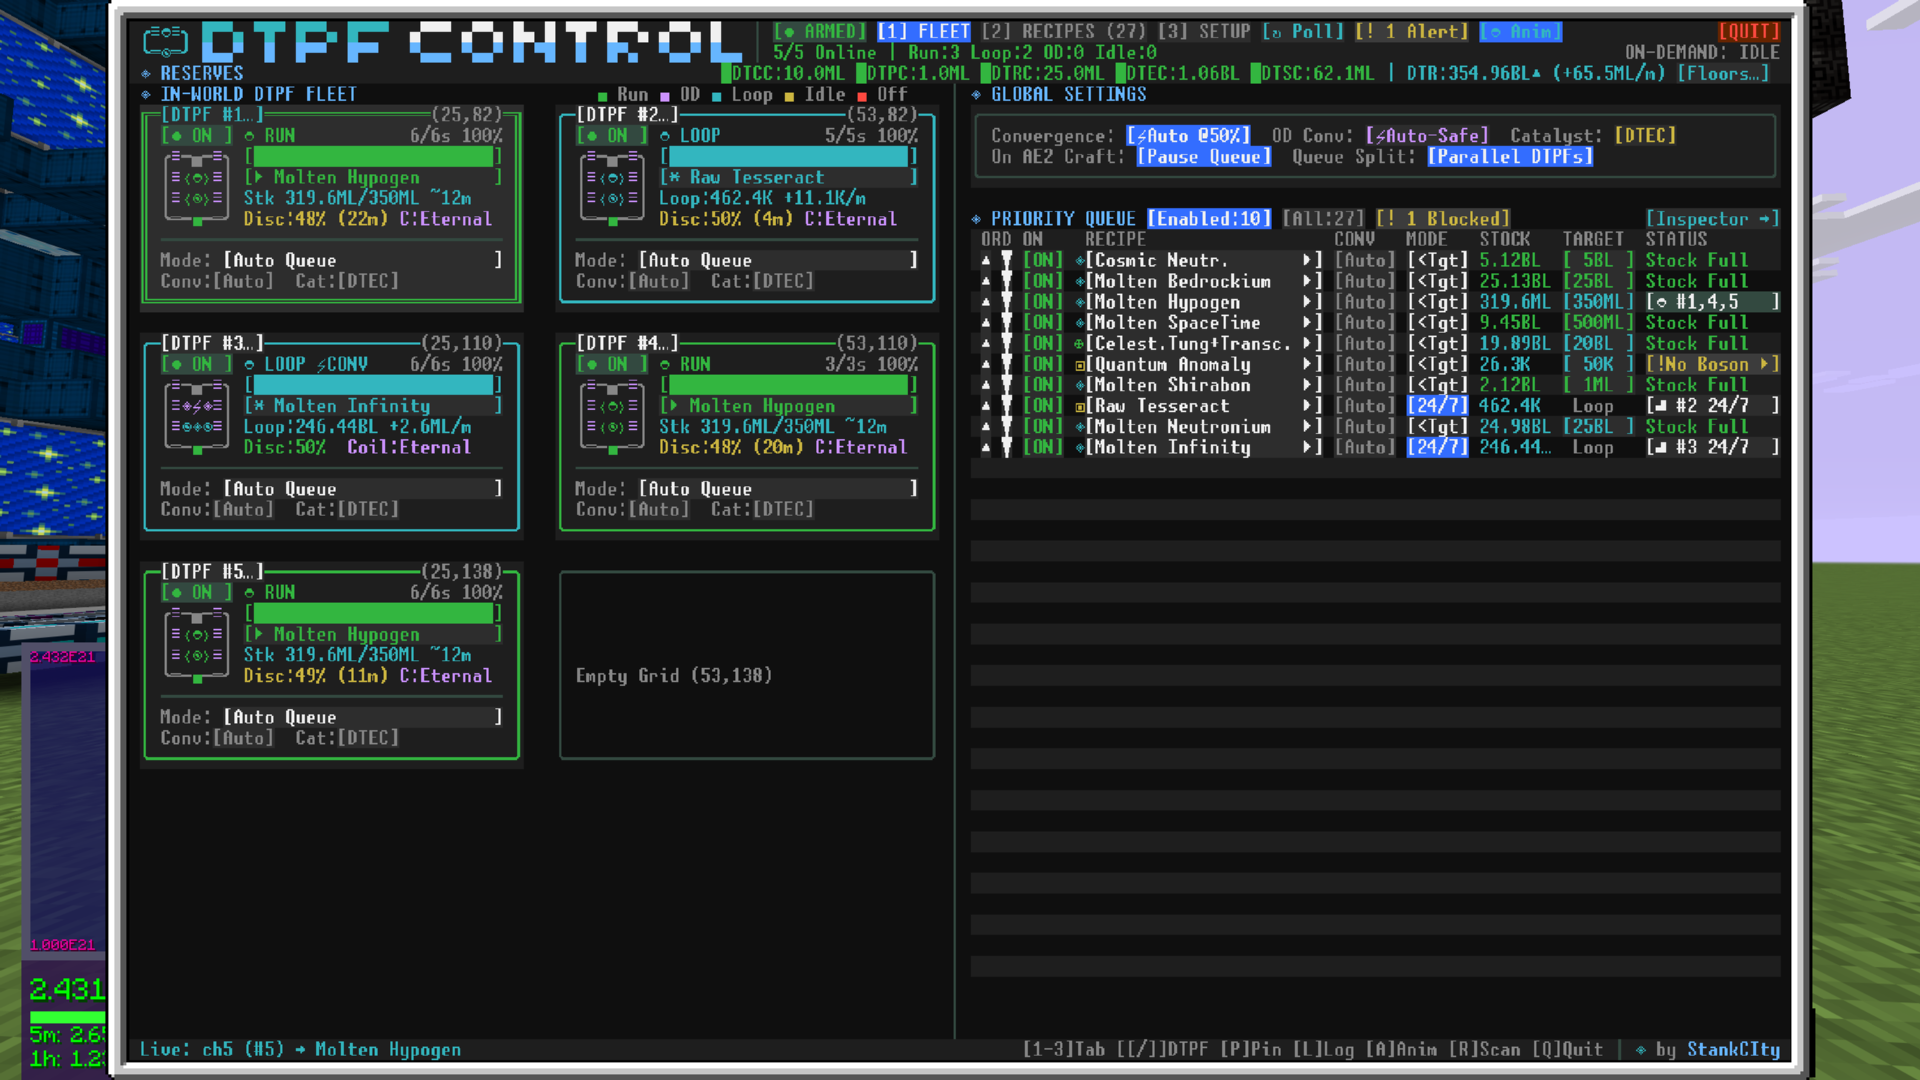 DTPF CONTROL
[● ARMED] [1] FLEET [2] RECIPES (27) [3] SETUP [↻ Poll] [! 1 Alert] [Anim] [QUIT]
5/5 Online | Run:3 Loop:2 OD:0 Idle:0 ON-DEMAND: IDLE
◈ RESERVES DTCC:10.0ML DTPC:1.0ML DTRC:25.0ML DTEC:1.06BL DTSC:62.1ML | DTR:354.96BL▲ (+65.5ML/m) [Floors…]
◈ IN-WORLD DTPF FLEET ■ Run ■ OD ■ Loop ■ Idle ■ Off
[DTPF #1…] (25,82)
[● ON ] RUN 6/6s 100%
[▶ Molten Hypogen ]
Stk 319.6ML/350ML ~12m
Disc:48% (22m) C:Eternal
Mode: [Auto Queue ]
Conv:[Auto] Cat:[DTEC]
[DTPF #2…] (53,82)
[● ON ] LOOP 5/5s 100%
[* Raw Tesseract ]
Loop:462.4K +11.1K/m
Disc:50% (4m) C:Eternal
Mode: [Auto Queue ]
Conv:[Auto] Cat:[DTEC]
[DTPF #3…] (25,110)
[● ON ] LOOP ⚡CONV 6/6s 100%
[* Molten Infinity ]
Loop:246.44BL +2.6ML/m
Disc:50% Coil:Eternal
Mode: [Auto Queue ]
Conv:[Auto] Cat:[DTEC]
[DTPF #4…] (53,110)
[● ON ] RUN 3/3s 100%
[▶ Molten Hypogen ]
Stk 319.6ML/350ML ~12m
Disc:48% (20m) C:Eternal
Mode: [Auto Queue ]
Conv:[Auto] Cat:[DTEC]
[DTPF #5…] (25,138)
[● ON ] RUN 6/6s 100%
[▶ Molten Hypogen ]
Stk 319.6ML/350ML ~12m
Disc:49% (11m) C:Eternal
Mode: [Auto Queue ]
Conv:[Auto] Cat:[DTEC]
Empty Grid (53,138)
◈ GLOBAL SETTINGS
Convergence: [⚡Auto @50%] OD Conv: [⚡Auto-Safe] Catalyst: [DTEC]
On AE2 Craft: [Pause Queue] Queue Split: [Parallel DTPFs]
◈ PRIORITY QUEUE [Enabled:10] [All:27] [! 1 Blocked] [Inspector →]
ORD ON RECIPE CONV MODE STOCK TARGET STATUS
▲ ▼ [ON] [Cosmic Neutr. ▶] [Auto] [<Tgt] 5.12BL [ 5BL ] Stock Full
▲ ▼ [ON] [Molten Bedrockium ▶] [Auto] [<Tgt] 25.13BL [25BL ] Stock Full
▲ ▼ [ON] [Molten Hypogen ▶] [Auto] [<Tgt] 319.6ML [350ML] [#1,4,5 ]
▲ ▼ [ON] [Molten SpaceTime ▶] [Auto] [<Tgt] 9.45BL [500ML] Stock Full
▲ ▼ [ON] [Celest.Tung+Transc. ▶] [Auto] [<Tgt] 19.89BL [20BL ] Stock Full
▲ ▼ [ON] [Quantum Anomaly ▶] [Auto] [<Tgt] 26.3K [ 50K ] [!No Boson ▶]
▲ ▼ [ON] [Molten Shirabon ▶] [Auto] [<Tgt] 2.12BL [ 1ML ] Stock Full
▲ ▼ [ON] [Raw Tesseract ▶] [Auto] [24/7] 462.4K Loop [#2 24/7 ]
▲ ▼ [ON] [Molten Neutronium ▶] [Auto] [<Tgt] 24.98BL [25BL ] Stock Full
▲ ▼ [ON] [Molten Infinity ▶] [Auto] [24/7] 246.44… Loop [#3 24/7 ]
2.432E21
1.000E21
2.431
5m: 2.6
1h: 1.2
Live: ch5 (#5) → Molten Hypogen
[1-3]Tab [[/]]DTPF [P]Pin [L]Log [A]Anim [R]Scan [Q]Quit | ◈ by StankCIty